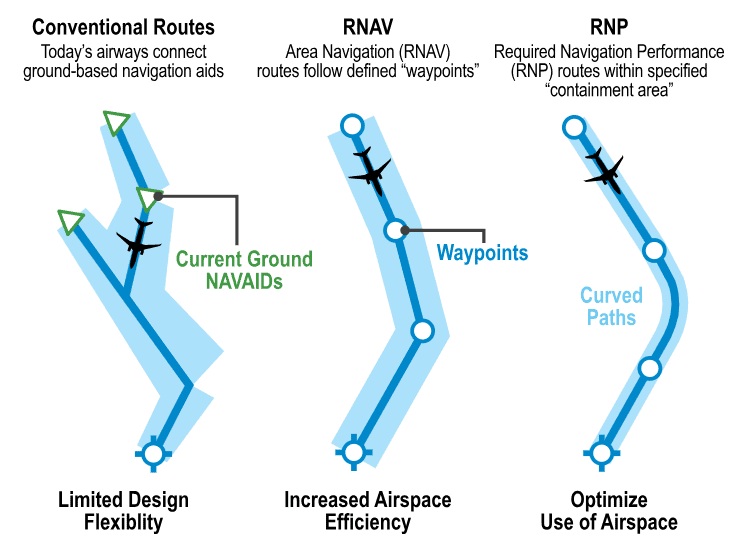 Conventional Routes
Today's airways connect
ground-based navigation aids
Current Ground
NAVAIDs
Limited Design
Flexiblity
RNAV
Area Navigation (RNAV)
routes follow defined "waypoints"
Waypoints
Increased Airspace
Efficiency
RNP
Required Navigation Performance
(RNP) routes within specified
"containment area"
Curved
Paths
Optimize
Use of Airspace